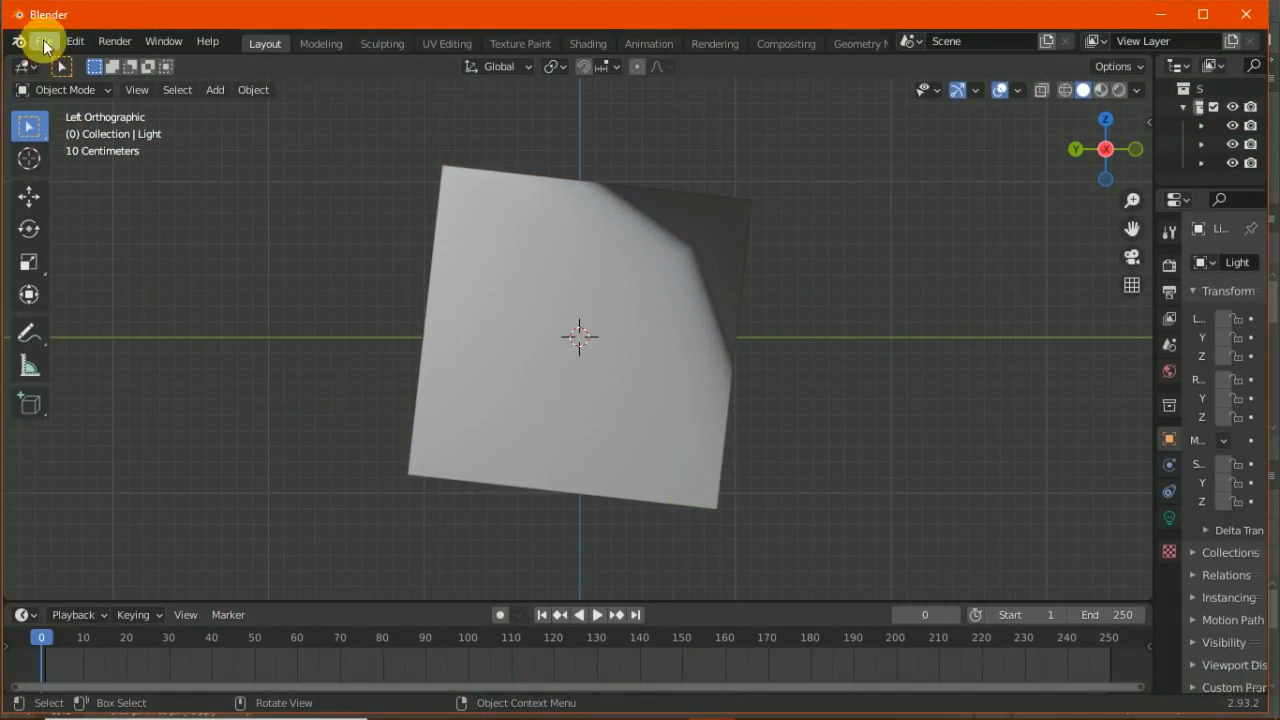 Blender
File Edit Render Window Help Layout Modeling Sculpting UV Editing Texture Paint Shading Animation Rendering Compositing Geometry N Scene View Layer
Global Options
Object Mode View Select Add Object
Left Orthographic
(0) Collection | Light
10 Centimeters
Z
Y
-X
S
Li...
Light
Transform
L...
Y
Z
R...
Y
Z
M...
S...
Y
Z
Delta Tran
Collections
Relations
Instancing
Motion Path
Visibility
Viewport Dis
Custom Pro
Playback Keying View Marker 0 Start 1 End 250
0 10 20 30 40 50 60 70 80 90 100 110 120 130 140 150 160 170 180 190 200 210 220 230 240 250
Select Box Select Rotate View Object Context Menu 2.93.2